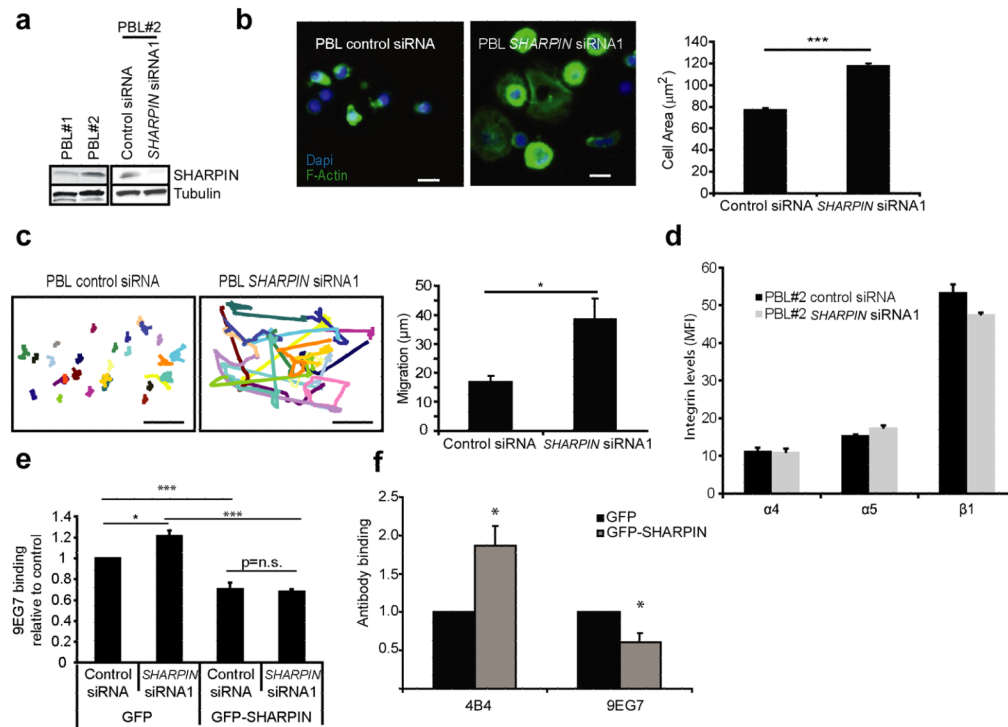 a
PBL#2
PBL#1
PBL#2
Control siRNA
SHARPIN siRNA1
SHARPIN
Tubulin
b
PBL control siRNA
PBL SHARPIN siRNA1
Dapi
F-Actin
***
Cell Area (μm²)
140
120
100
80
60
40
20
0
Control siRNA SHARPIN siRNA1
c
PBL control siRNA
PBL SHARPIN siRNA1
*
Migration (μm)
50
45
40
30
20
10
0
Control siRNA SHARPIN siRNA1
d
PBL#2 control siRNA
PBL#2 SHARPIN siRNA1
Integrin levels (MFI)
60
50
40
30
20
10
0
α4
α5
β1
e
***
*
***
p=n.s.
9EG7 binding
relative to control
1.4
1.2
1
0.8
0.6
0.4
0.2
0
Control siRNA
SHARPIN siRNA1
Control siRNA
SHARPIN siRNA1
GFP
GFP-SHARPIN
f
GFP
GFP-SHARPIN
Antibody binding
2.5
2.0
1.5
1.0
0.5
*
*
4B4
9EG7